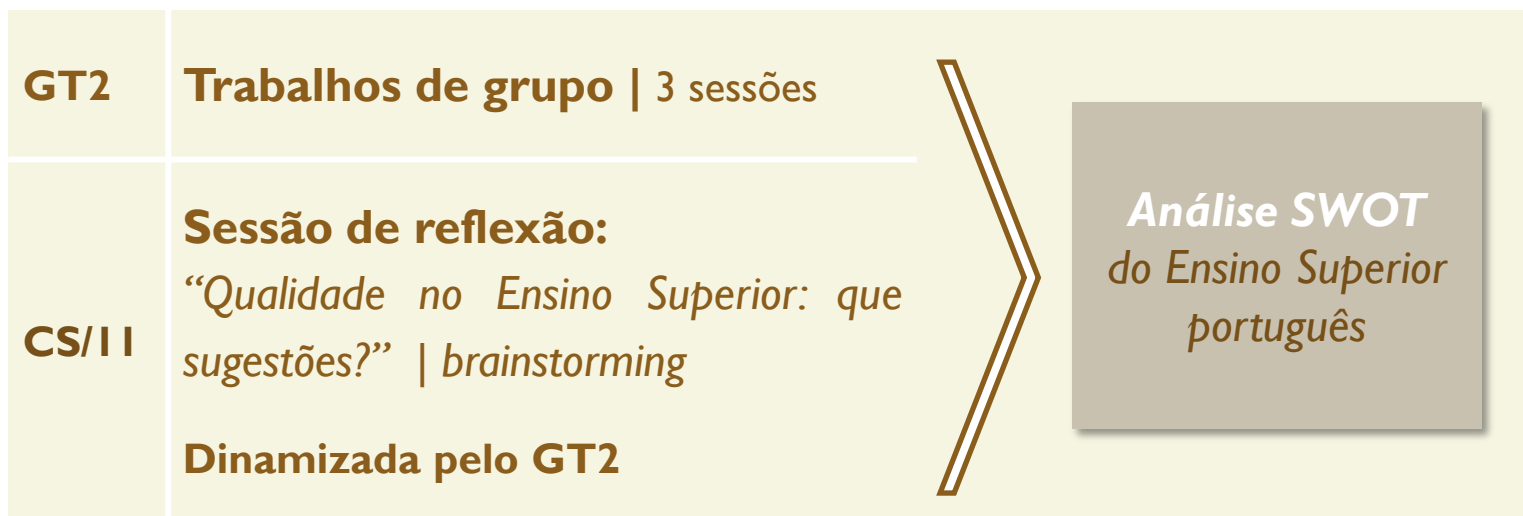 GT2
Trabalhos de grupo | 3 sessões
CS/11
Sessão de reflexão:
“Qualidade no Ensino Superior: que
sugestões?” | brainstorming
Dinamizada pelo GT2
Análise SWOT
do Ensino Superior
português